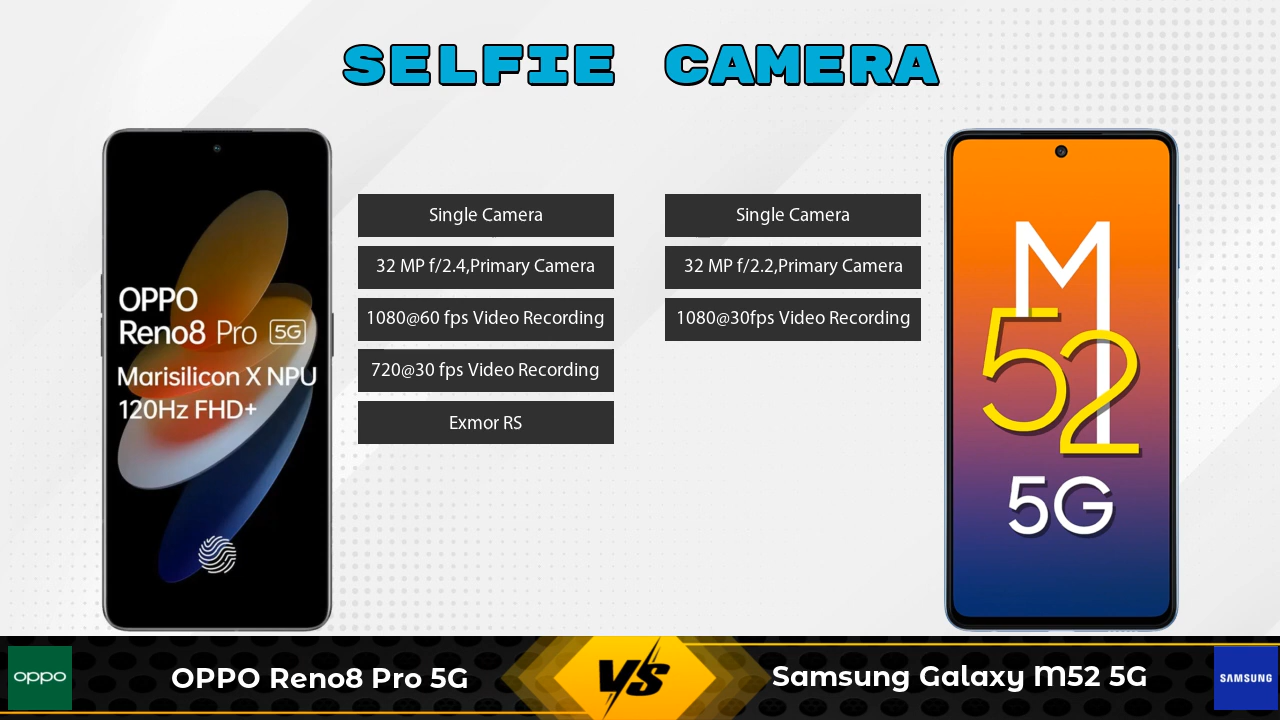 SELFIE CAMERA
OPPO
Reno8 Pro 5G
Marisilicon X NPU
120Hz FHD+
Single Camera
32 MP f/2.4,Primary Camera
1080@60 fps Video Recording
720@30 fps Video Recording
Exmor RS
Single Camera
32 MP f/2.2,Primary Camera
1080@30fps Video Recording
M
52
5G
oppo
OPPO Reno8 Pro 5G
VS
Samsung Galaxy M52 5G
SAMSUNG